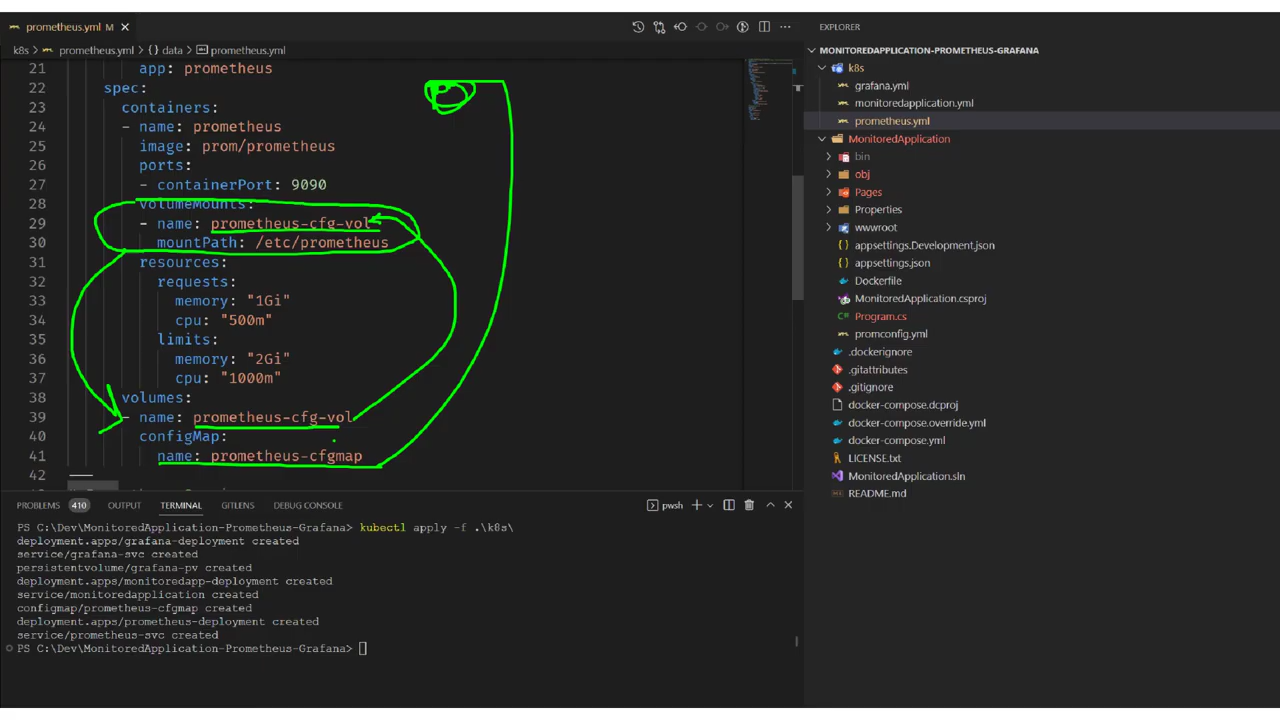 prometheus.yml M
k8s > prometheus.yml > {} data > prometheus.yml
21 app: prometheus
22 spec:
23 containers:
24 - name: prometheus
25 image: prom/prometheus
26 ports:
27 - containerPort: 9090
28 volumeMounts:
29 - name: prometheus-cfg-vol
30 mountPath: /etc/prometheus
31 resources:
32 requests:
33 memory: "1Gi"
34 cpu: "500m"
35 limits:
36 memory: "2Gi"
37 cpu: "1000m"
38 volumes:
39 - name: prometheus-cfg-vol
40 configMap:
41 name: prometheus-cfgmap
42
PROBLEMS 410 OUTPUT TERMINAL GITLENS DEBUG CONSOLE
pwsh
PS C:\Dev\MonitoredApplication-Prometheus-Grafana> kubectl apply -f .\k8s\
deployment.apps/grafana-deployment created
service/grafana-svc created
persistentvolume/grafana-pv created
deployment.apps/monitoredapp-deployment created
service/monitoredapplication created
configmap/prometheus-cfgmap created
deployment.apps/prometheus-deployment created
service/prometheus-svc created
PS C:\Dev\MonitoredApplication-Prometheus-Grafana>
EXPLORER
MONITOREDAPPLICATION-PROMETHEUS-GRAFANA
k8s
grafana.yml
monitoredapplication.yml
prometheus.yml
MonitoredApplication
bin
obj
Pages
Properties
wwwroot
{} appsettings.Development.json
{} appsettings.json
Dockerfile
MonitoredApplication.csproj
Program.cs
promconfig.yml
.dockerignore
.gitattributes
.gitignore
docker-compose.dcproj
docker-compose.override.yml
docker-compose.yml
LICENSE.txt
MonitoredApplication.sln
README.md